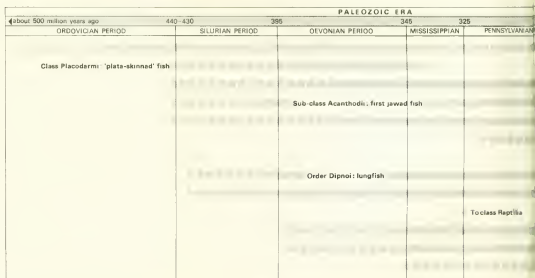 PALEOZOIC ERA
about 500 million years ago 440-430 395 345 325
ORDOVICIAN PERIOD SILURIAN PERIOD DEVONIAN PERIOD MISSISSIPPIAN PENNSYLVANIAN
Class Placodermi: 'plate-skinned' fish
Sub-class Acanthodii: first jawed fish
Order Dipnoi: lungfish
To class Reptilia